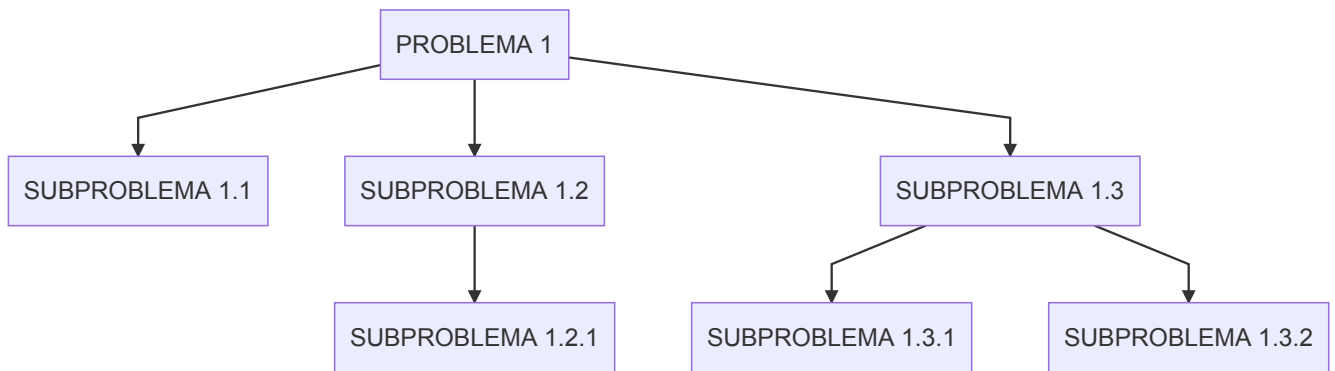 PROBLEMA 1
SUBPROBLEMA 1.1
SUBPROBLEMA 1.2
SUBPROBLEMA 1.3
SUBPROBLEMA 1.2.1
SUBPROBLEMA 1.3.1
SUBPROBLEMA 1.3.2